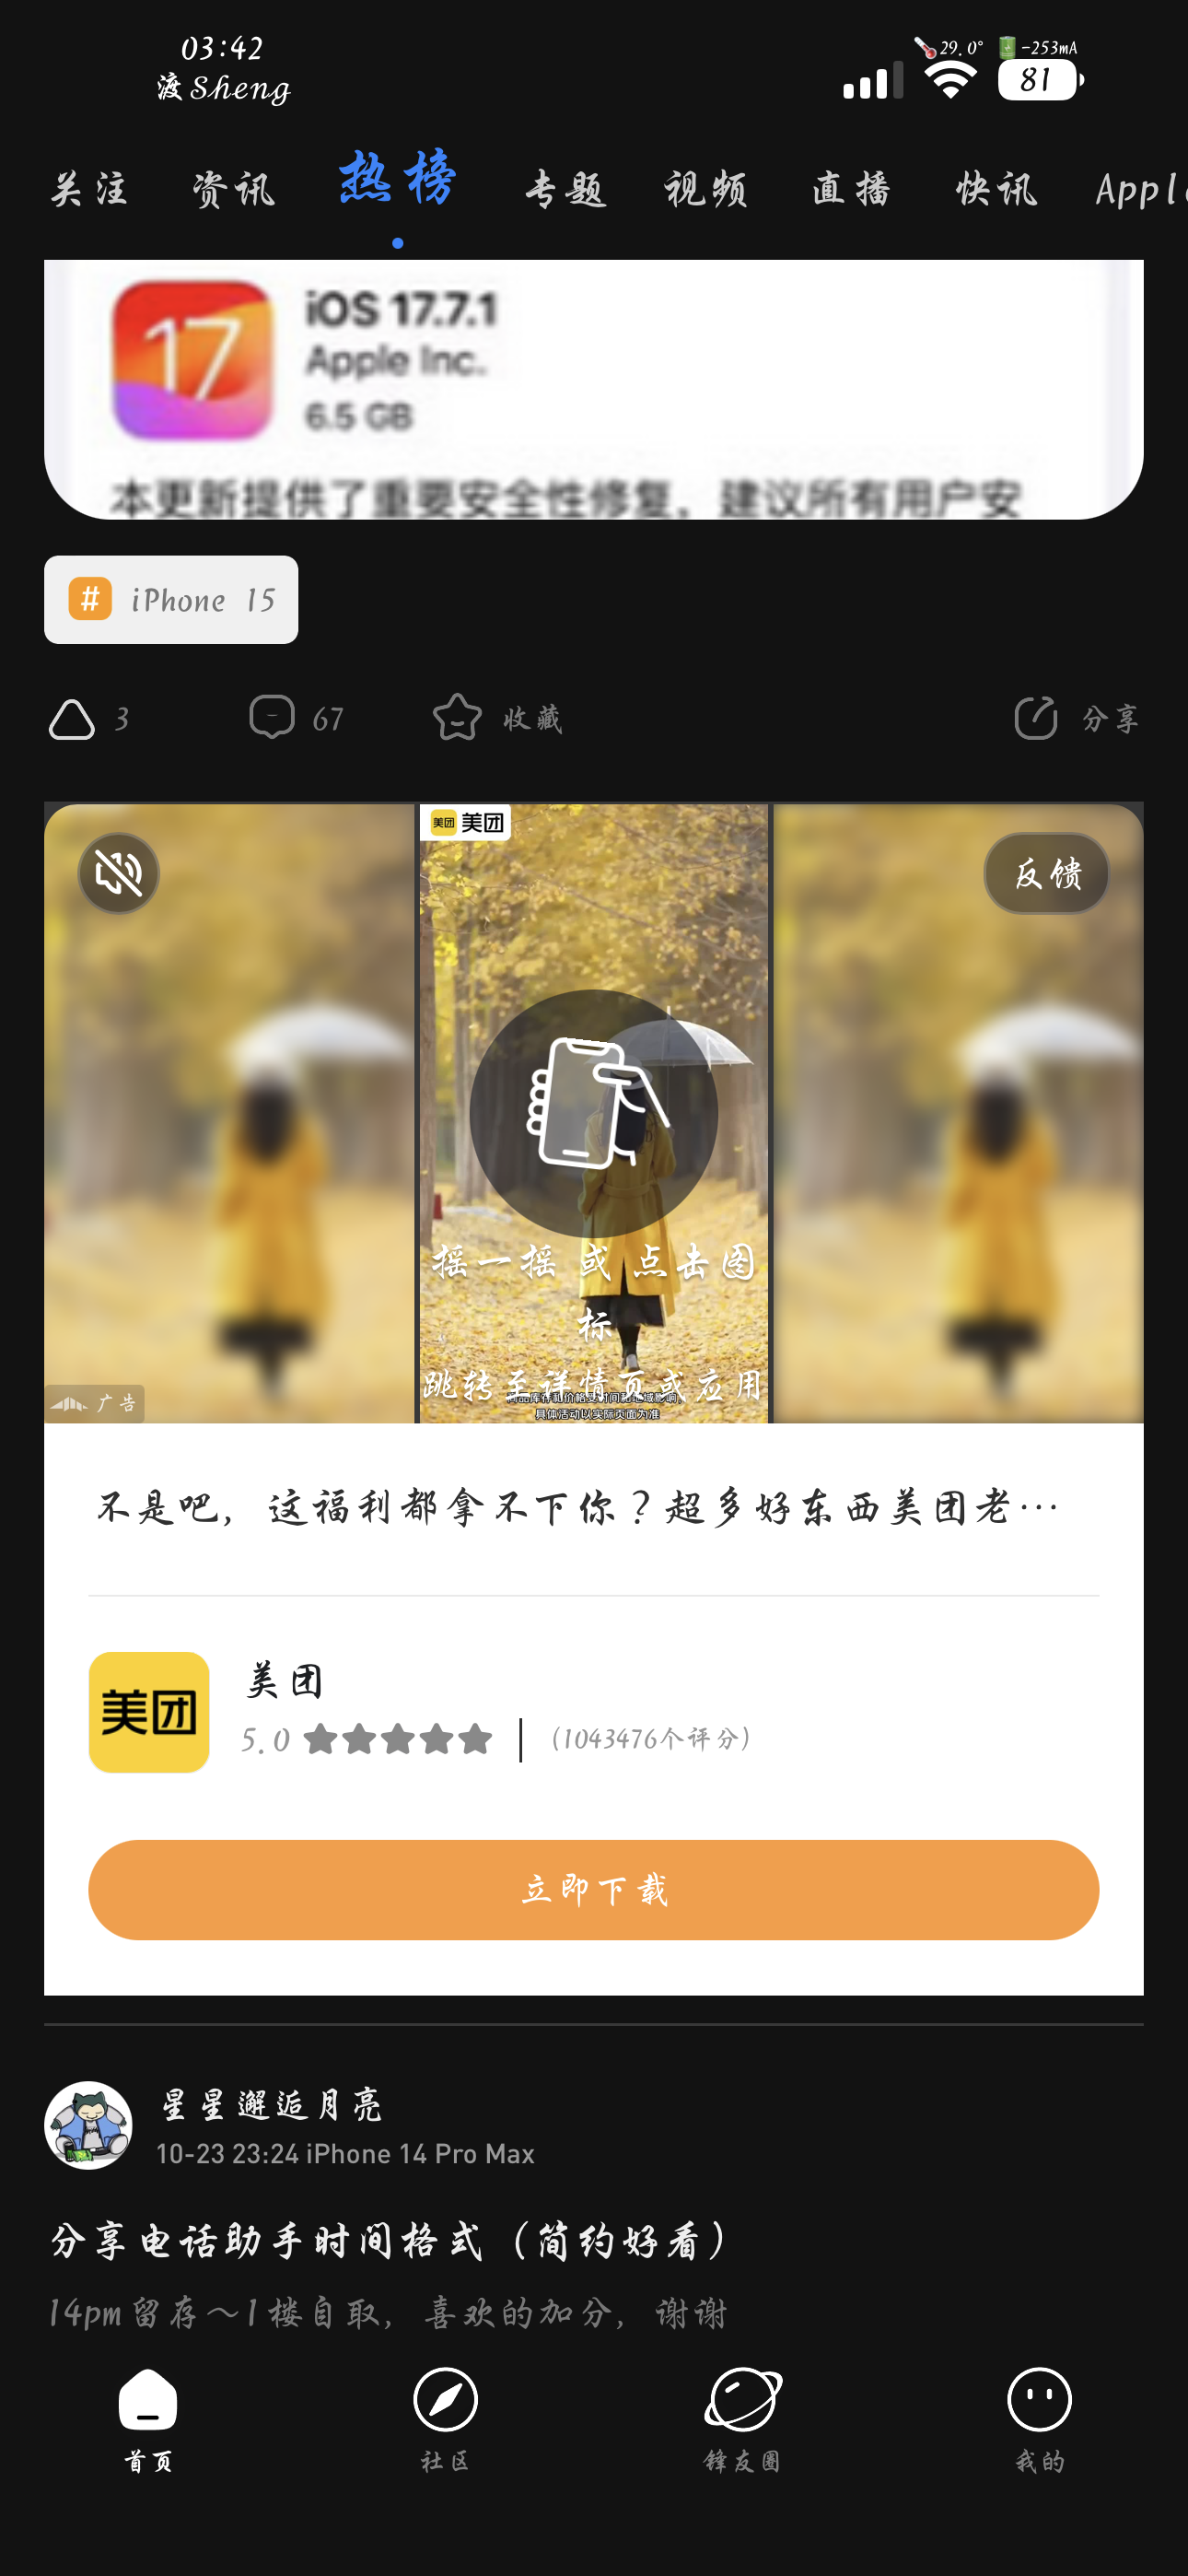 03:42
渡Sheng
29.0°
-253mA
81
关注 资讯 热榜 专题 视频 直播 快讯 Apple
17
iOS 17.7.1
Apple Inc.
6.5 GB
本更新提供了重要安全性修复，建议所有用户安
# iPhone 15
3 67 收藏 分享
美团 美团
反馈
摇一摇 或 点击图
标
跳转至详情页或应用
具体活动以实际页面为准
广告
不是吧，这福利都拿不下你？超多好东西美团老…
美团
美团
5.0 (1043476个评分)
立即下载
星星邂逅月亮
10-23 23:24 iPhone 14 Pro Max
分享电话助手时间格式（简约好看）
14pm留存～1楼自取，喜欢的加分，谢谢
首页 社区 锋友圈 我的